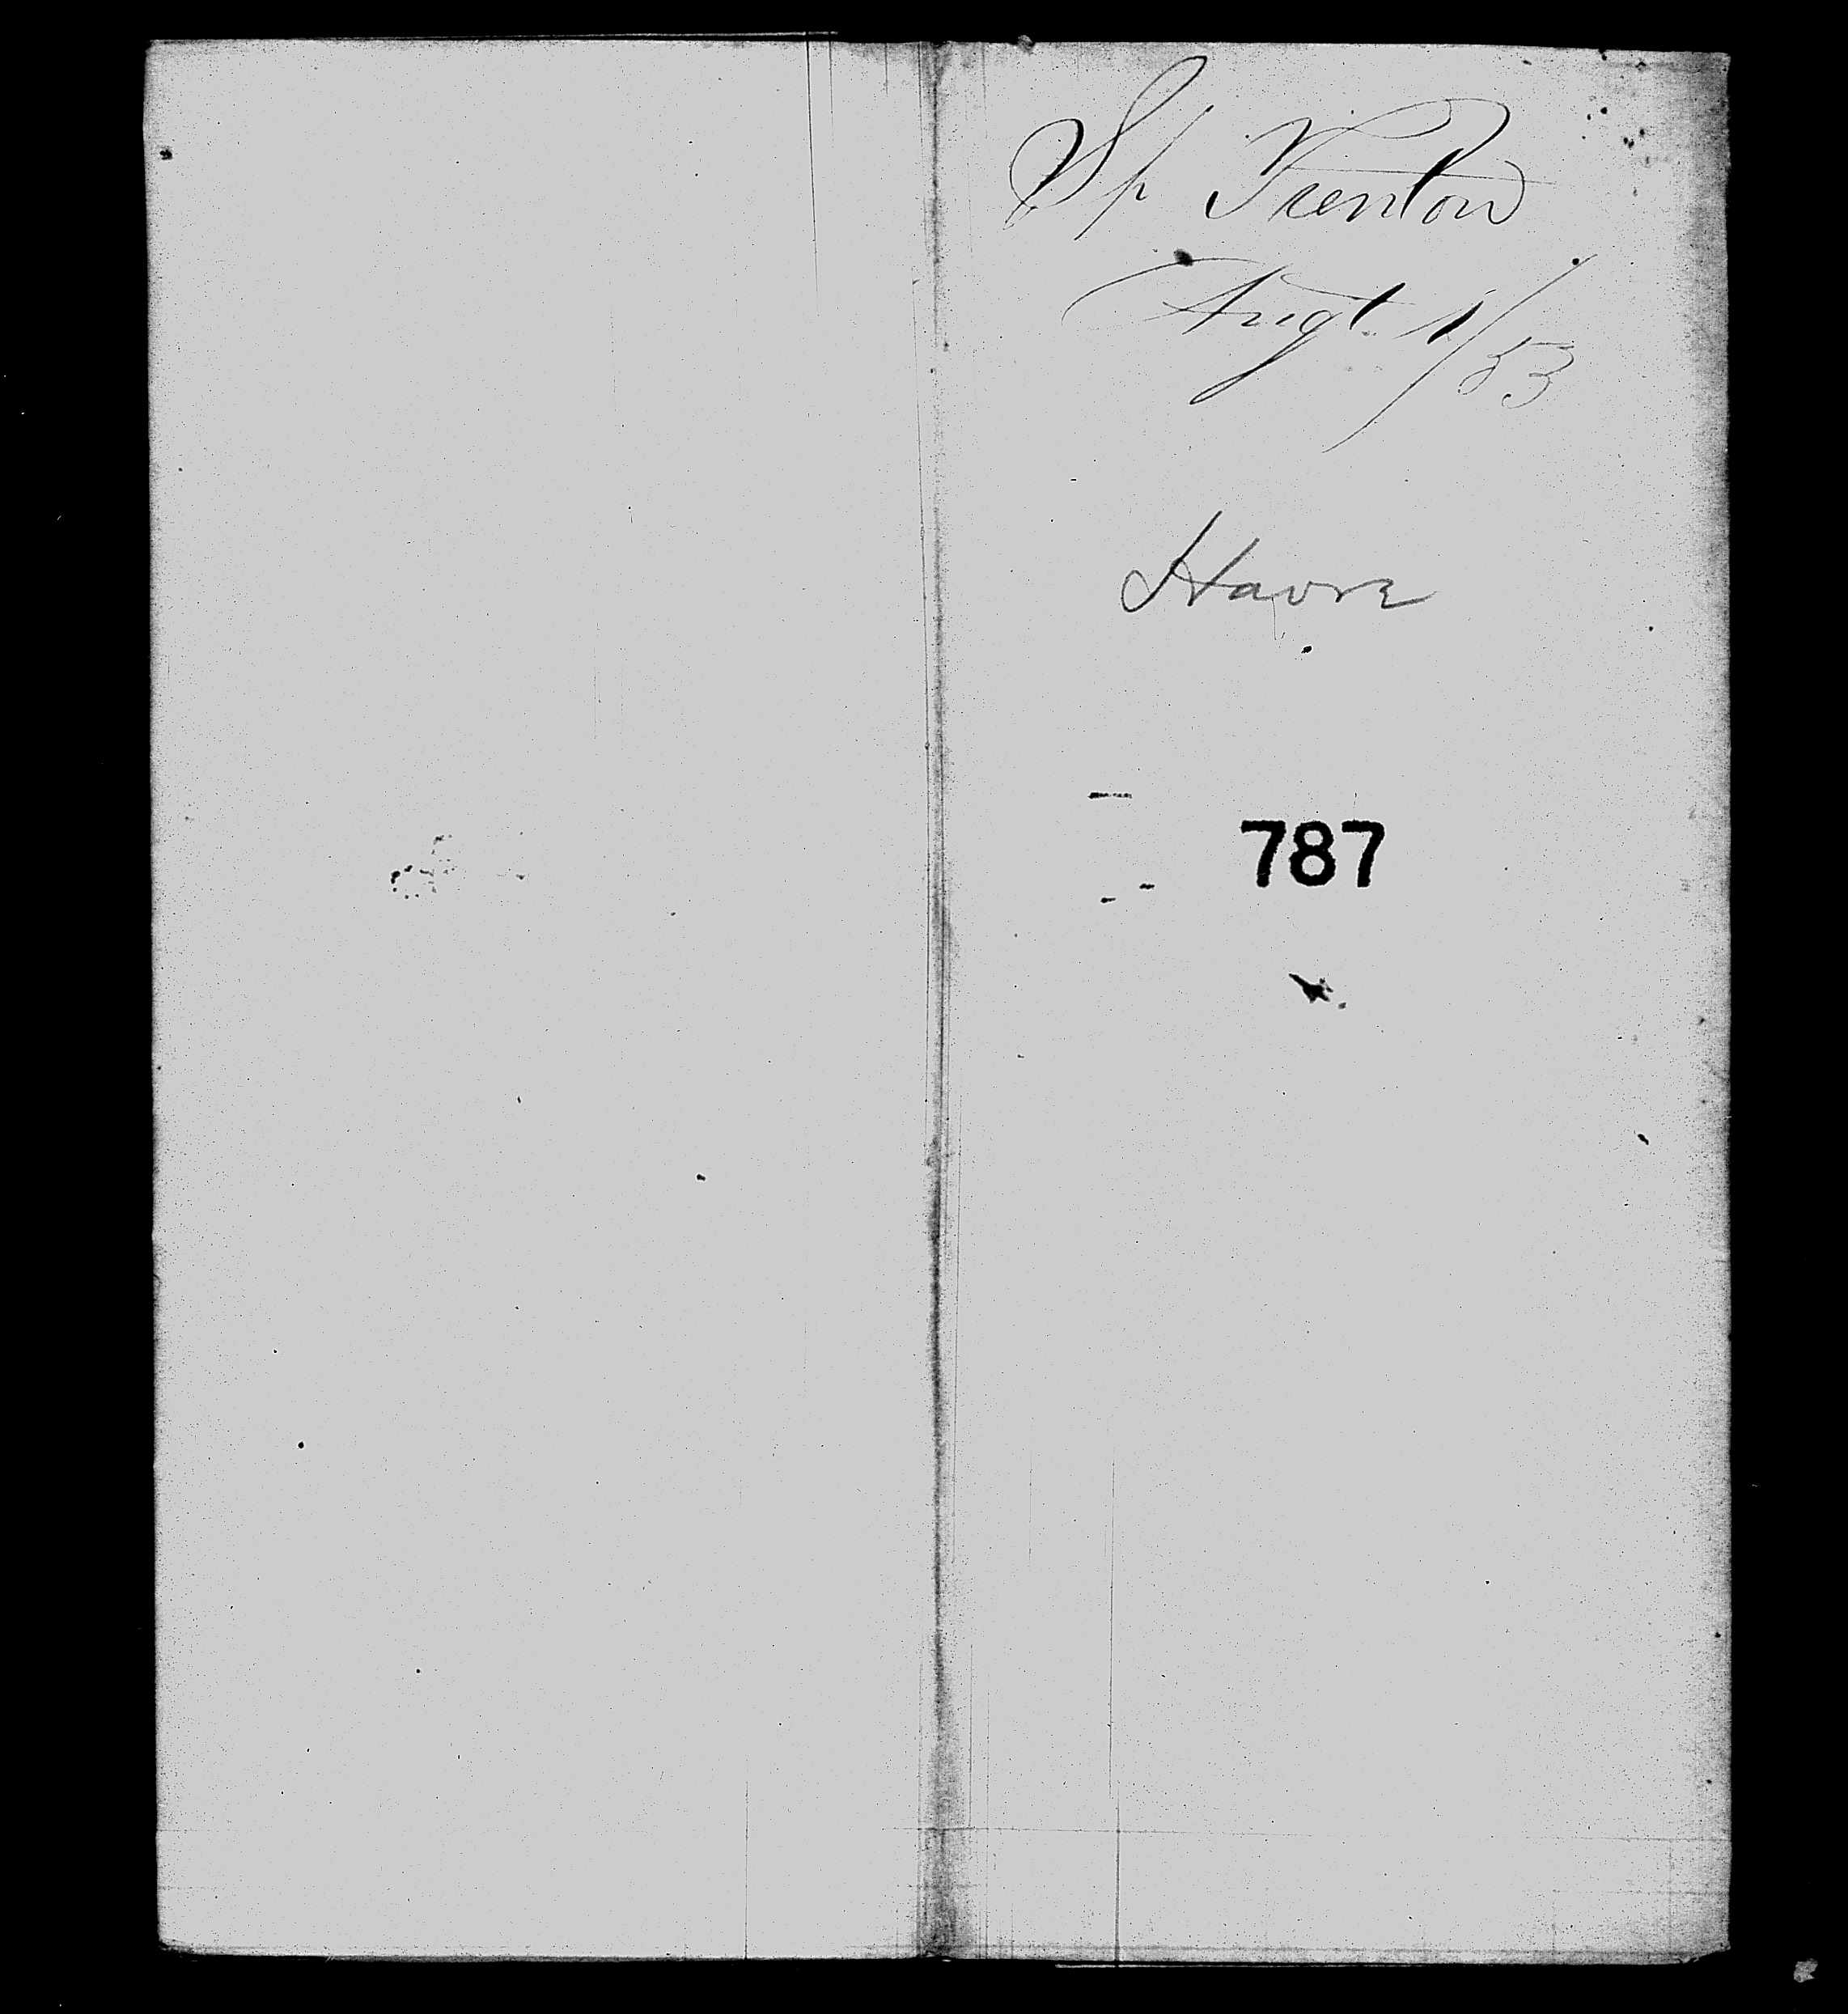 Sp Trenton
Augt 1/53
Havre
787